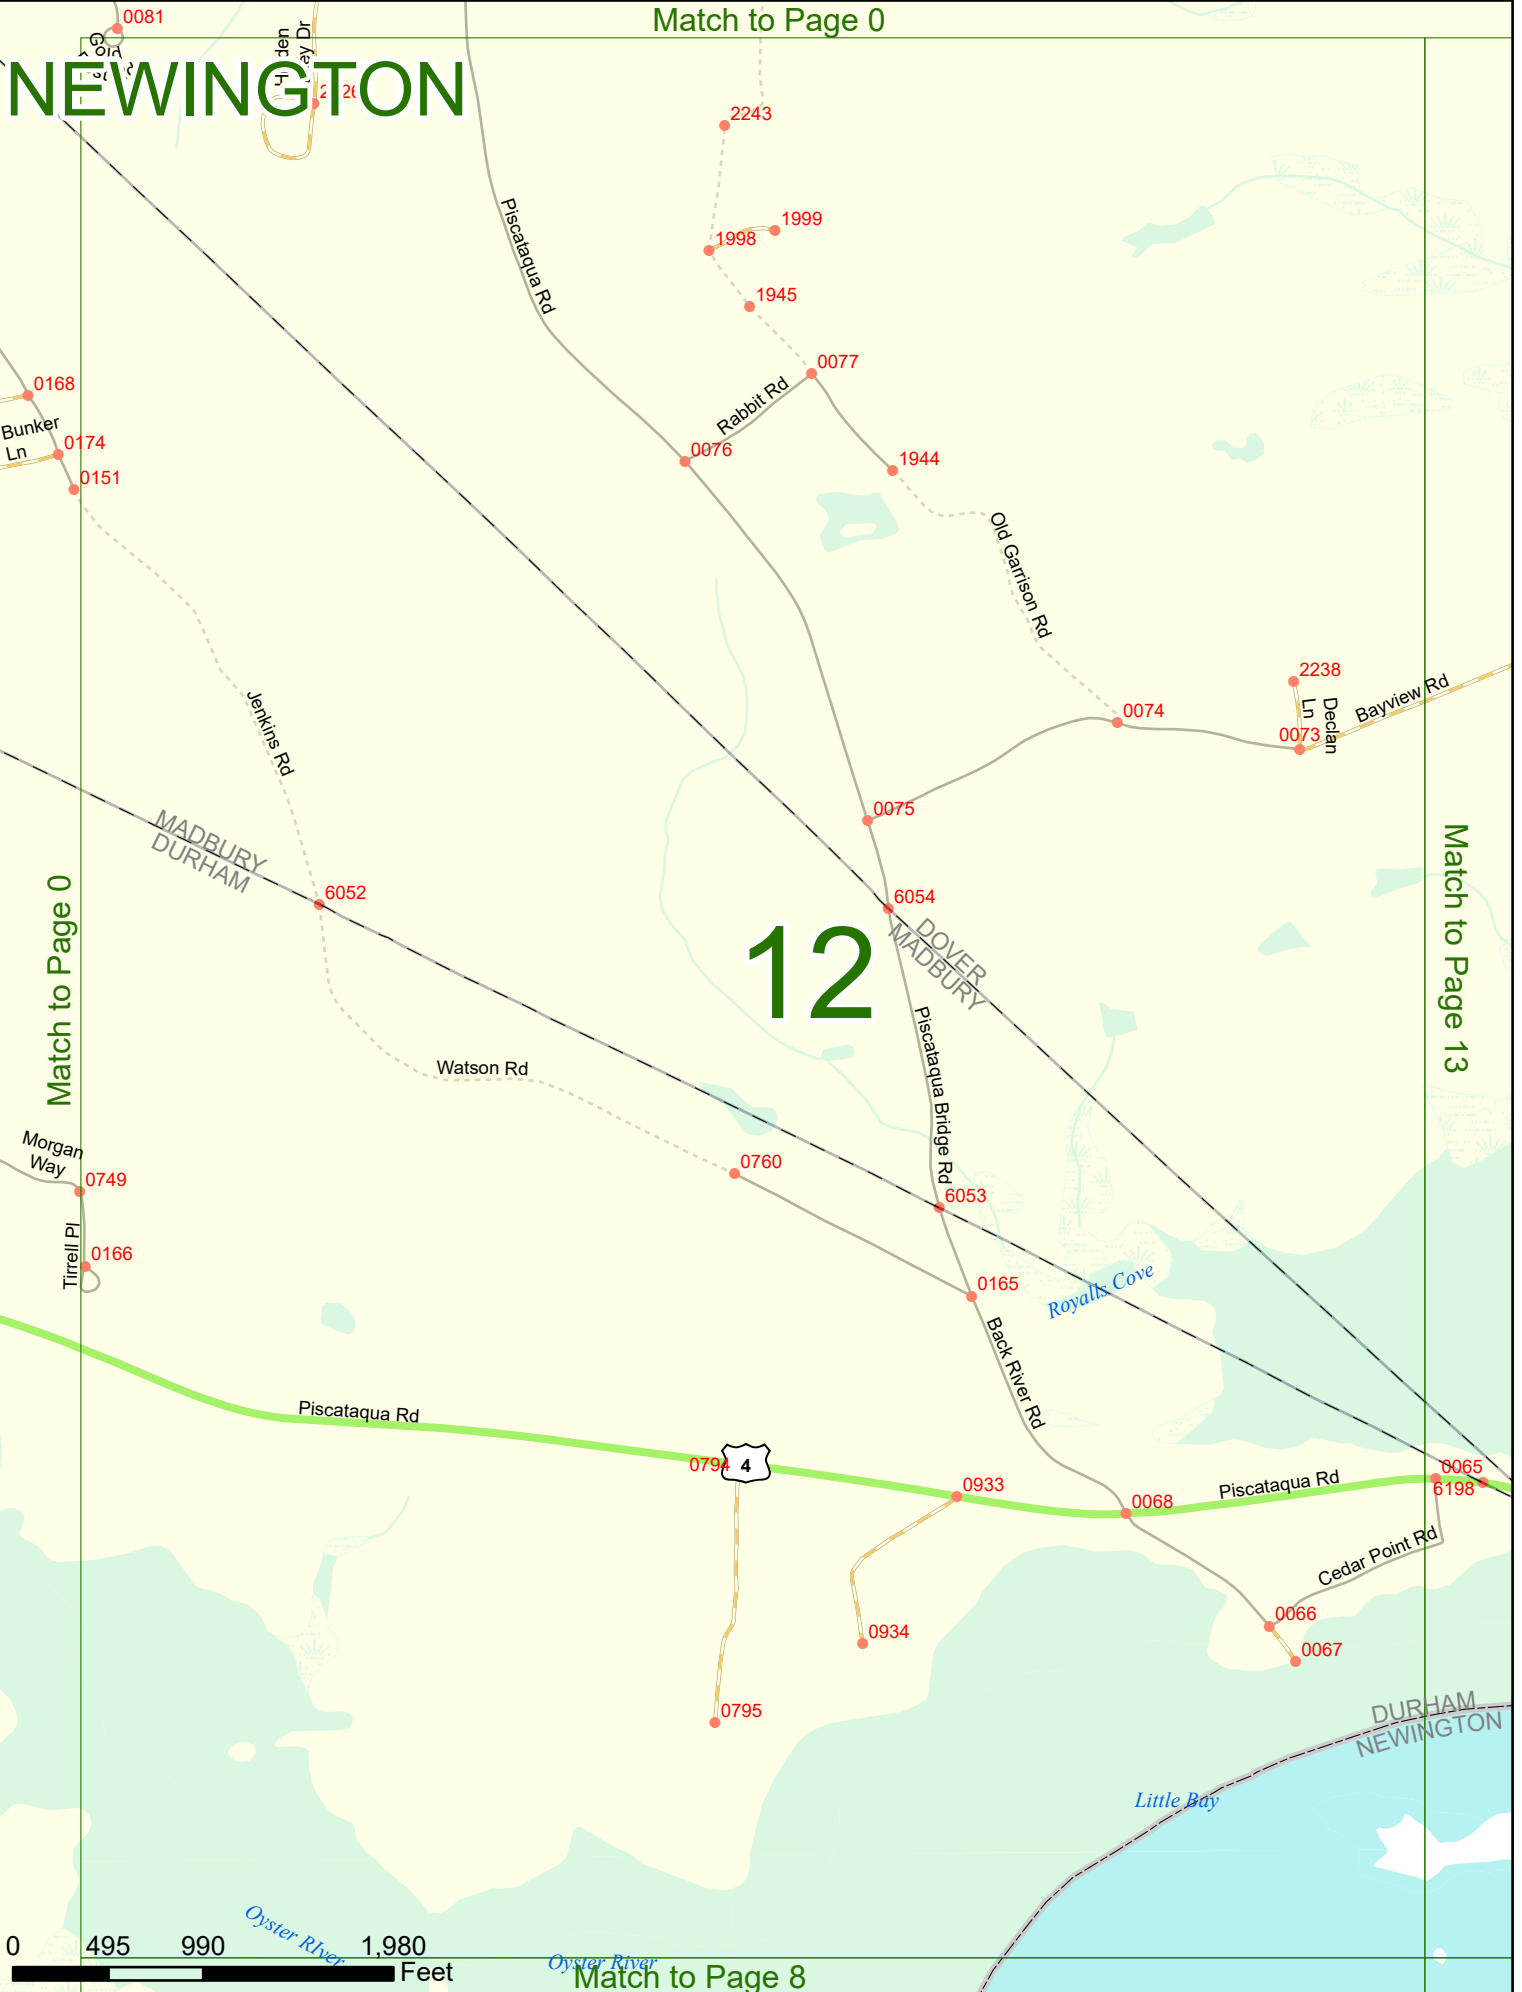 Match to Page 0
0081
NEWINGTON
2243
1999
1998
Piscataqua Rd
1945
0077
0168
Rabbit Rd
Bunker
Ln
0174
0076
1944
0151
Old Garrison Rd
2238
Declan
Ln
Bayview Rd
Jenkins Rd
0074
0073
0075
MADBURY
DURHAM
6052
6054
Match to Page 0
12
DOVER
MADBURY
Match to Page 13
Piscataqua Bridge Rd
Watson Rd
Morgan
Way
0749
0760
6053
Tirrell Pl
0166
0165
Royalls Cove
Back River Rd
Piscataqua Rd
0794
4
0933
0068
Piscataqua Rd
0065
6198
Cedar Point Rd
0934
0066
0067
0795
DURHAM
NEWINGTON
Little Bay
Oyster RIver
Oyster River
0 495 990 1,980
Feet
Match to Page 8